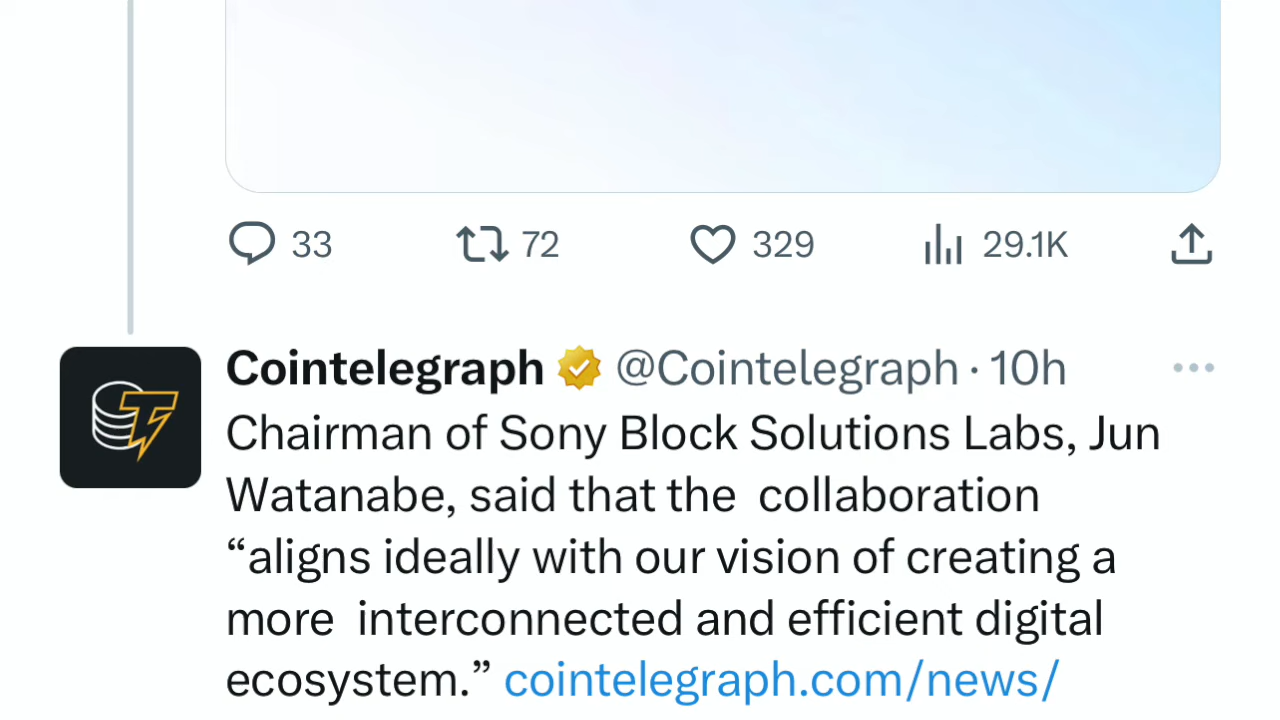 33 72 329 29.1K
Cointelegraph @Cointelegraph · 10h
Chairman of Sony Block Solutions Labs, Jun
Watanabe, said that the collaboration
“aligns ideally with our vision of creating a
more interconnected and efficient digital
ecosystem.” cointelegraph.com/news/